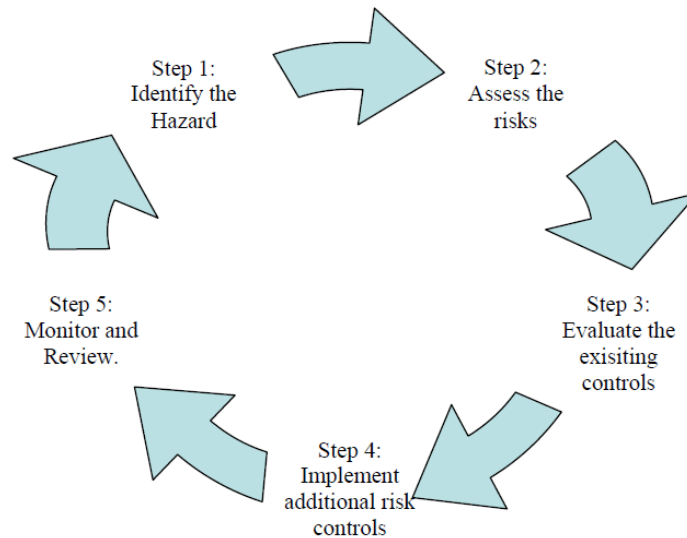 Step 1:
Identify the
Hazard
Step 2:
Assess the
risks
Step 3:
Evaluate the
exisiting
controls
Step 4:
Implement
additional risk
controls
Step 5:
Monitor and
Review.